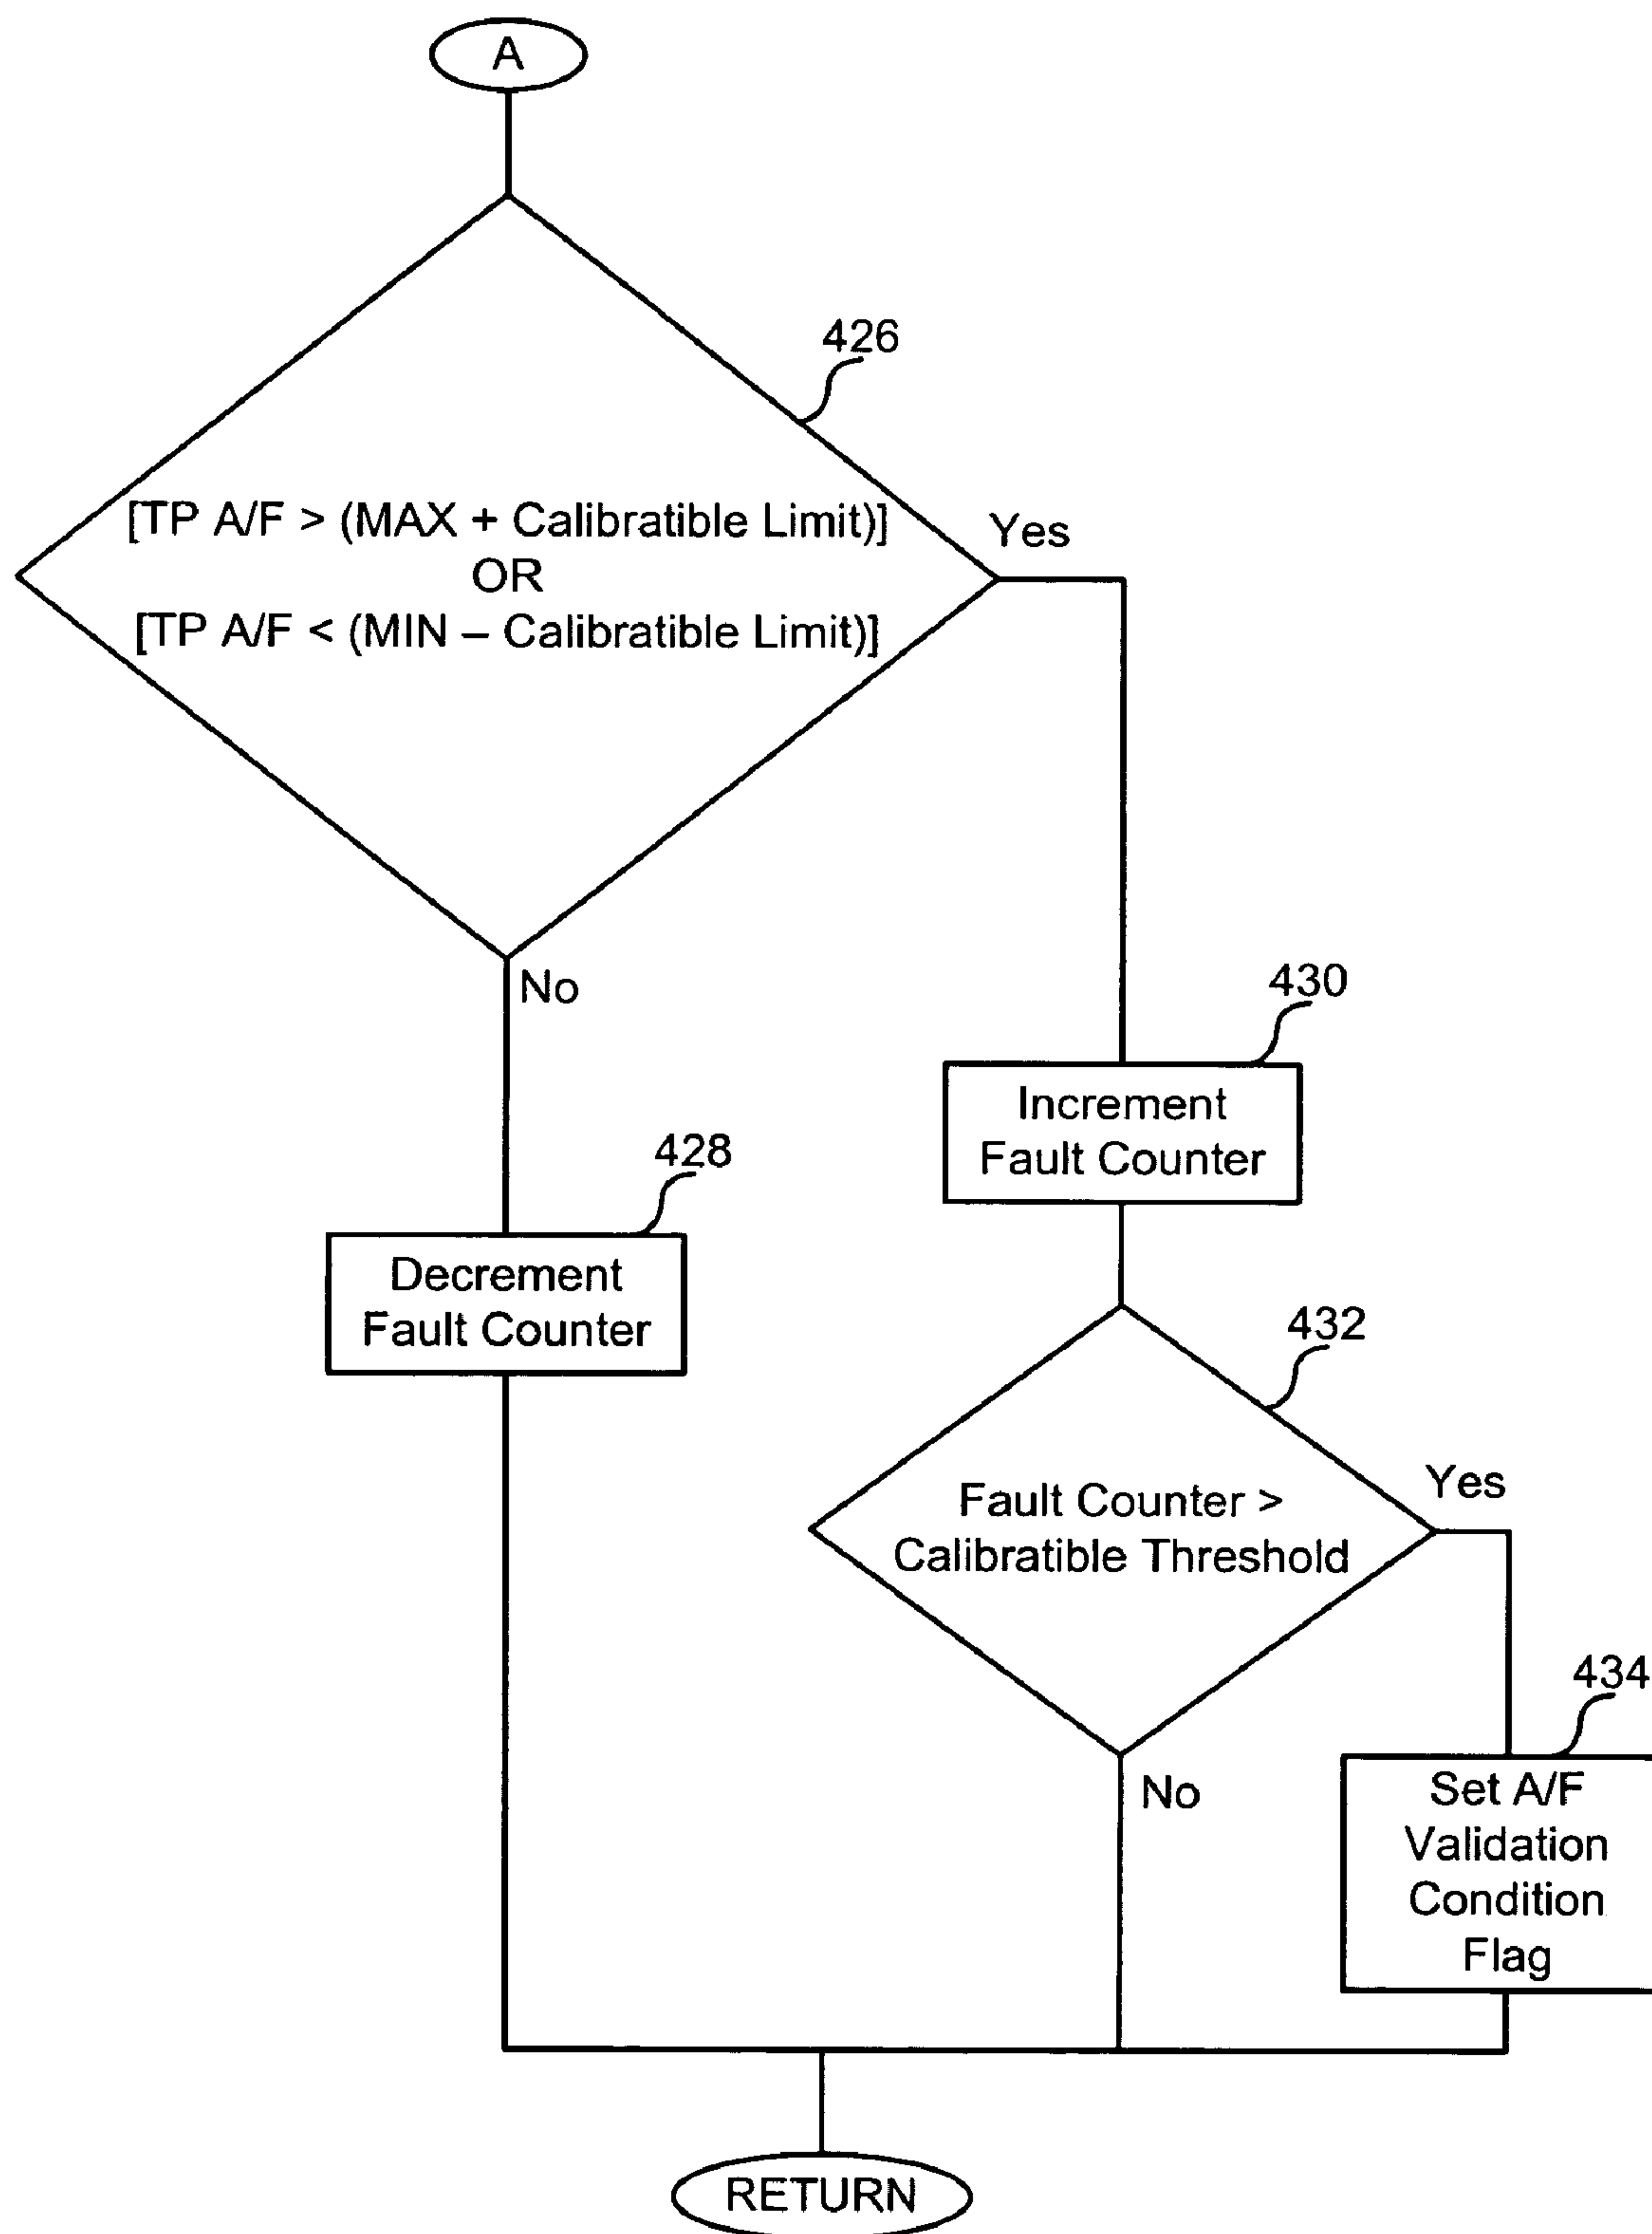 A
426
[TP A/F > (MAX + Calibratible Limit)]
OR
[TP A/F < (MIN – Calibratible Limit)]
Yes
No
430
Increment
Fault Counter
428
Decrement
Fault Counter
432
Fault Counter >
Calibratible Threshold
Yes
No
434
Set A/F
Validation
Condition
Flag
RETURN